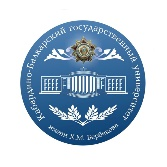 Кабардино-Балкарский государственный университет
имени Х.М. Бербекова